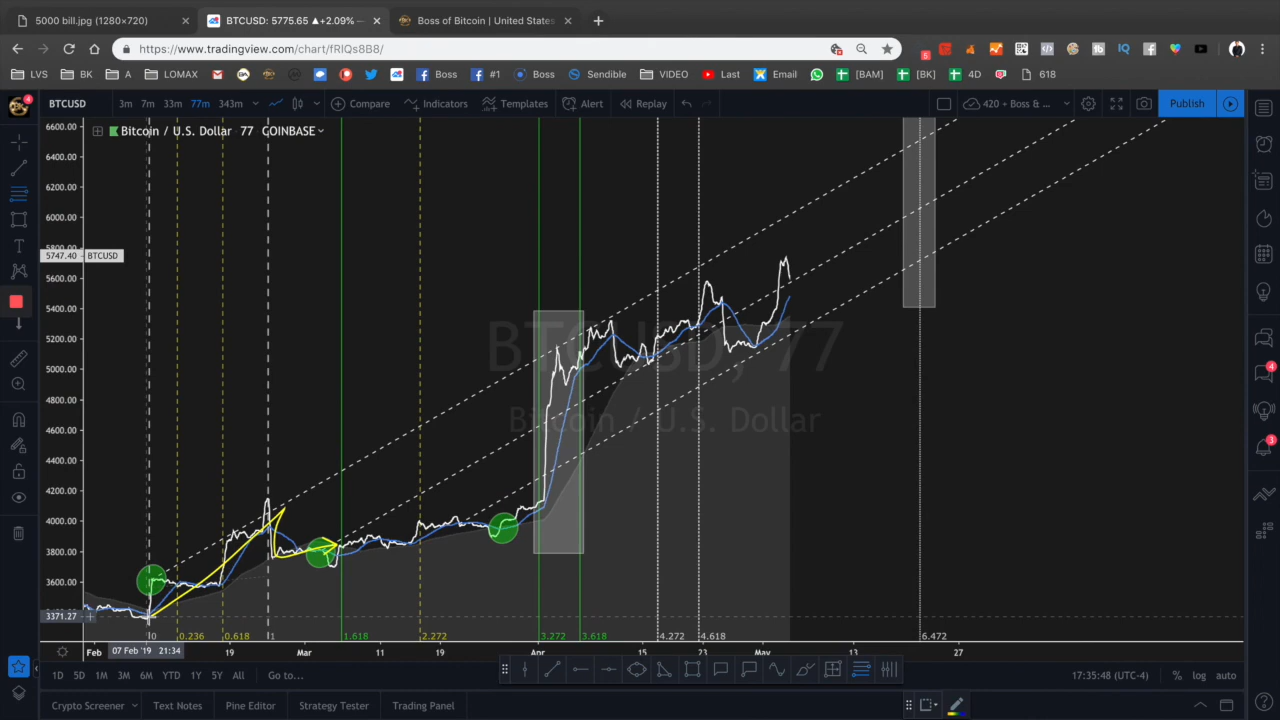 5000 bill.jpg (1280×720)
BTCUSD: 5775.65 ▲+2.09%
Boss of Bitcoin | United States
https://www.tradingview.com/chart/fRIQs8B8/
5
LVS
BK
A
LOMAX
Boss
#1
Boss
Sendible
VIDEO
Last
Email
[BAM]
[BK]
4D
618
4
BTCUSD
3m
7m
33m
77m
343m
Compare
Indicators
Templates
Alert
Replay
420 + Boss & ...
Publish
Bitcoin / U.S. Dollar 77 COINBASE
6600.00
6400.00
6200.00
6000.00
5800.00
5747.40
BTCUSD
5600.00
5400.00
5200.00
5000.00
4800.00
4600.00
4400.00
4200.00
4000.00
3800.00
3600.00
3371.27
BTCUSD, 77
Bitcoin / U.S. Dollar
0
0.236
0.618
1
1.618
2.272
3.272
3.618
4.272
4.618
6.472
Feb
07 Feb '19 21:34
19
Mar
11
19
Apr
15
23
May
13
27
4
3
1D
5D
1M
3M
6M
YTD
1Y
5Y
All
Go to...
17:35:48 (UTC-4)
%
log
auto
Crypto Screener
Text Notes
Pine Editor
Strategy Tester
Trading Panel